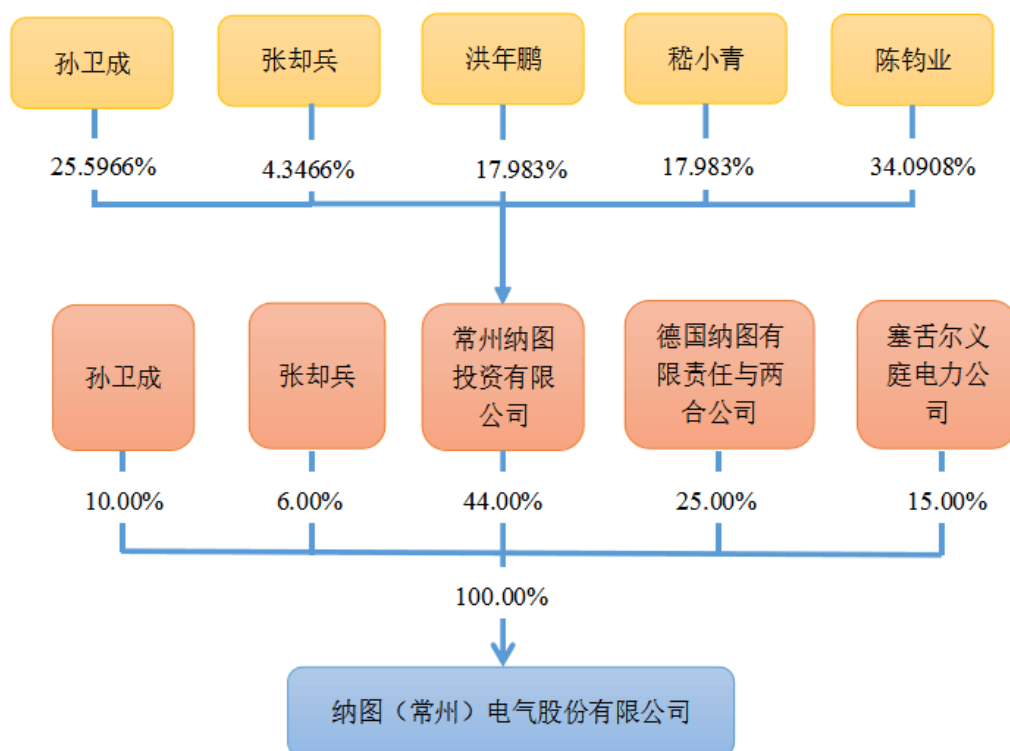 孙卫成
张却兵
洪年鹏
嵇小青
陈钧业
25.5966%
4.3466%
17.983%
17.983%
34.0908%
孙卫成
张却兵
常州纳图
投资有限
公司
德国纳图有
限责任与两
合公司
塞舌尔义
庭电力公
司
10.00%
6.00%
44.00%
25.00%
15.00%
100.00%
纳图（常州）电气股份有限公司